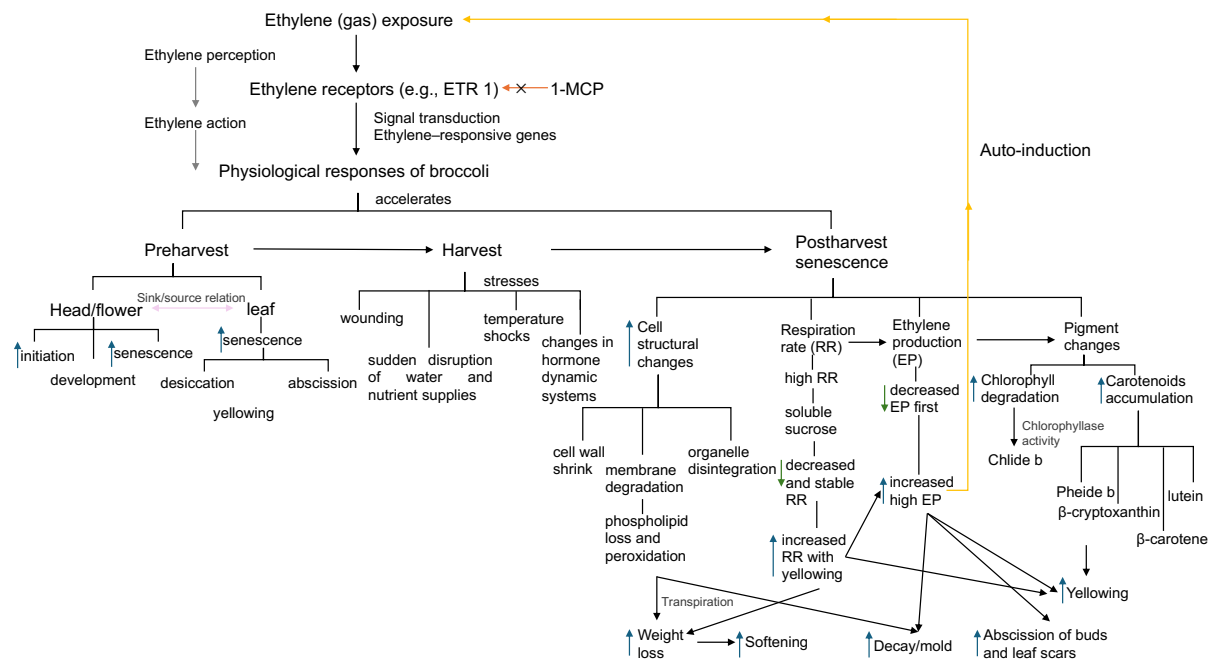 Ethylene (gas) exposure
Ethylene perception
Ethylene receptors (e.g., ETR 1)
1-MCP
Ethylene action
Signal transduction
Ethylene–responsive genes
Auto-induction
Physiological responses of broccoli
accelerates
Preharvest
Harvest
Postharvest
senescence
stresses
Head/flower
Sink/source relation
leaf
initiation
development
senescence
senescence
desiccation
abscission
yellowing
wounding
sudden disruption
of water and
nutrient supplies
temperature
shocks
changes in
hormone
dynamic
systems
Cell
structural
changes
cell wall
shrink
membrane
degradation
organelle
disintegration
phospholipid
loss and
peroxidation
Respiration
rate (RR)
high RR
soluble
sucrose
decreased
and stable
RR
increased
RR with
yellowing
Ethylene
production
(EP)
decreased
EP first
increased
high EP
Pigment
changes
Chlorophyll
degradation
Chlorophyllase
activity
Chlide b
Carotenoids
accumulation
Pheide b
β-cryptoxanthin
lutein
β-carotene
Yellowing
Transpiration
Weight
loss
Softening
Decay/mold
Abscission of buds
and leaf scars